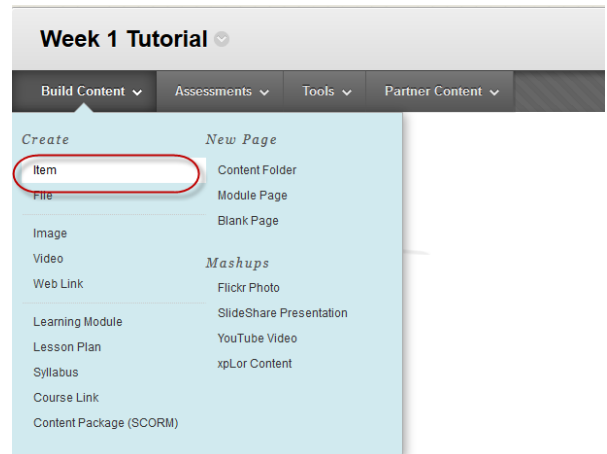 Week 1 Tutorial
Build Content
Assessments
Tools
Partner Content
Create
Item
File
Image
Video
Web Link
Learning Module
Lesson Plan
Syllabus
Course Link
Content Package (SCORM)
New Page
Content Folder
Module Page
Blank Page
Mashups
Flickr Photo
SlideShare Presentation
YouTube Video
xpLor Content